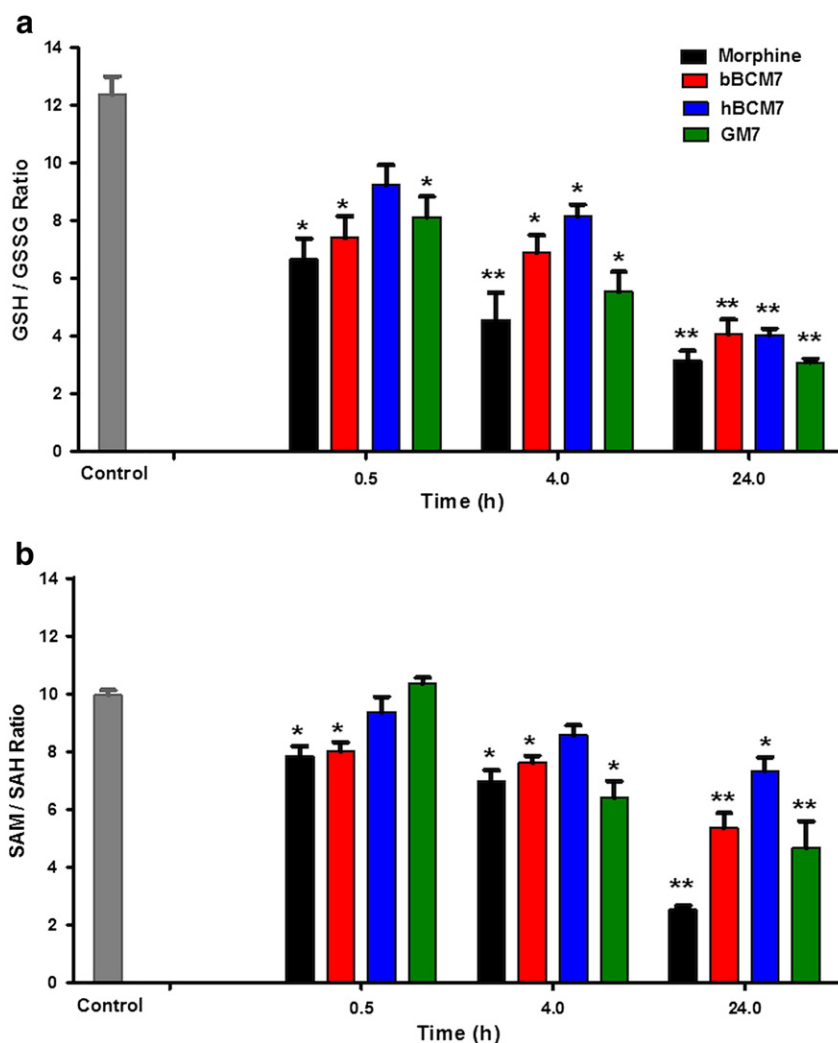 a
14
12
10
8
6
4
2
0
GSH / GSSG Ratio
Morphine
bBCM7
hBCM7
GM7
* * *
** * * *
** ** ** **
Control 0.5 4.0 24.0
Time (h)
b
14
12
10
8
6
4
2
0
SAM / SAH Ratio
* *
* * *
** ** * **
Control 0.5 4.0 24.0
Time (h)